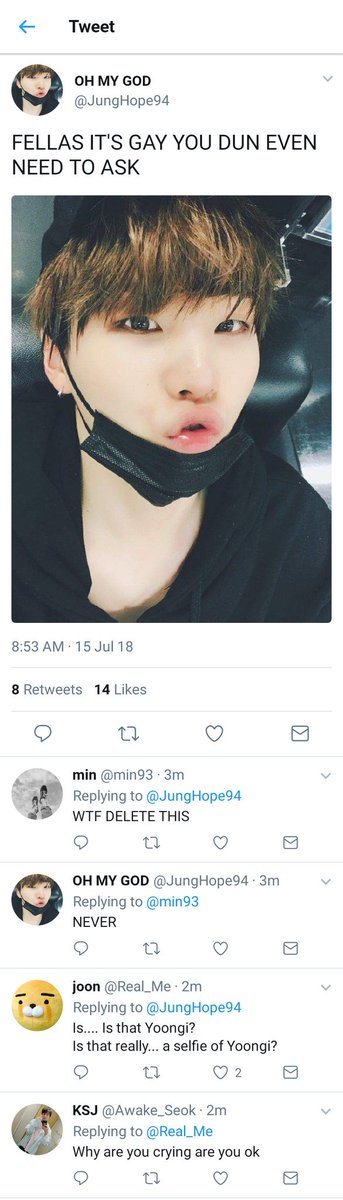 Tweet
OH MY GOD
@JungHope94
FELLAS IT'S GAY YOU DUN EVEN
NEED TO ASK
8:53 AM · 15 Jul 18
8 Retweets 14 Likes
min @min93 · 3m
Replying to @JungHope94
WTF DELETE THIS
OH MY GOD @JungHope94 · 3m
Replying to @min93
NEVER
joon @Real_Me · 2m
Replying to @JungHope94
Is.... Is that Yoongi?
Is that really... a selfie of Yoongi?
2
KSJ @Awake_Seok · 2m
Replying to @Real_Me
Why are you crying are you ok